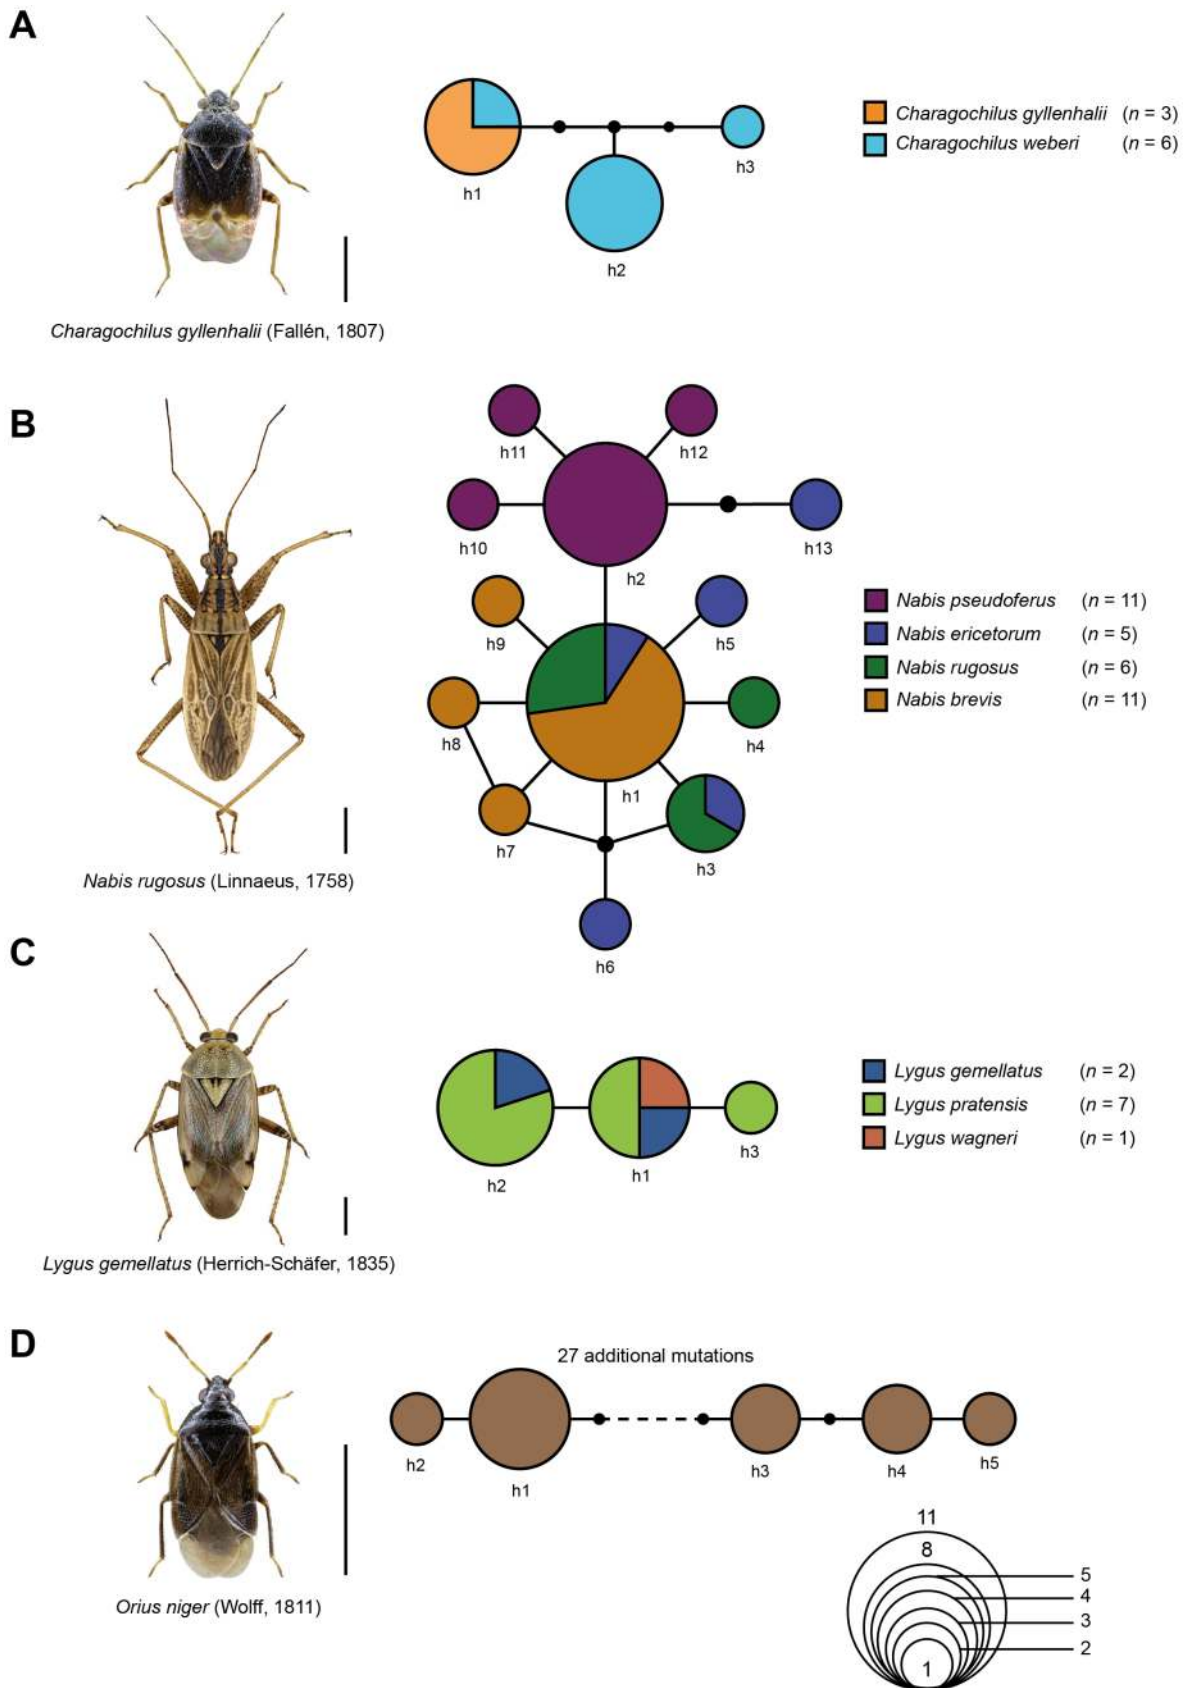 A
h1
h2
h3
Charagochilus gyllenhalii (n = 3)
Charagochilus weberi (n = 6)
Charagochilus gyllenhalii (Fallén, 1807)
B
h11
h12
h10
h13
h2
h9
h5
h8
h4
h1
h7
h3
h6
Nabis pseudoferus (n = 11)
Nabis ericetorum (n = 5)
Nabis rugosus (n = 6)
Nabis brevis (n = 11)
Nabis rugosus (Linnaeus, 1758)
C
h2
h1
h3
Lygus gemellatus (n = 2)
Lygus pratensis (n = 7)
Lygus wagneri (n = 1)
Lygus gemellatus (Herrich-Schäfer, 1835)
D
27 additional mutations
h2
h1
h3
h4
h5
Orius niger (Wolff, 1811)
11
8
5
4
3
2
1